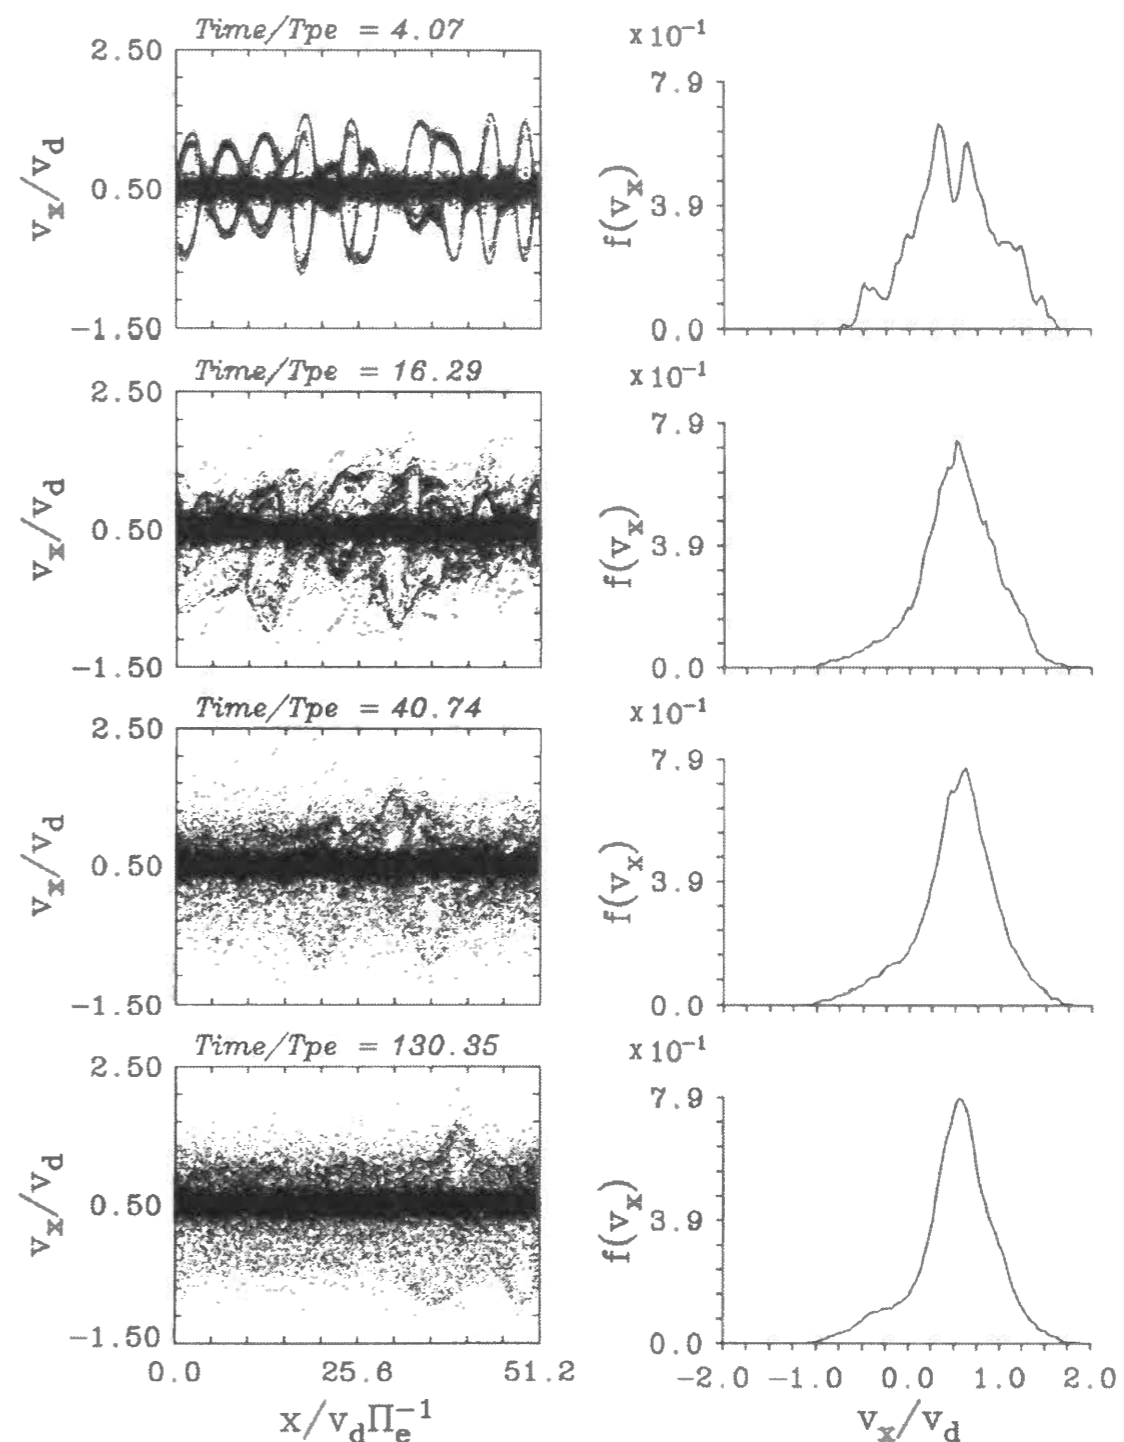 Time/Tpe = 4.07
x10⁻¹
2.50
0.50
-1.50
v_x/v_d
7.9
3.9
0.0
f(v_x)
Time/Tpe = 16.29
x10⁻¹
2.50
0.50
-1.50
v_x/v_d
7.9
3.9
0.0
f(v_x)
Time/Tpe = 40.74
x10⁻¹
2.50
0.50
-1.50
v_x/v_d
7.9
3.9
0.0
f(v_x)
Time/Tpe = 130.35
x10⁻¹
2.50
0.50
-1.50
v_x/v_d
7.9
3.9
0.0
f(v_x)
0.0 25.6 51.2
-2.0 -1.0 0.0 1.0 2.0
x/v_dΠ_e⁻¹
v_x/v_d